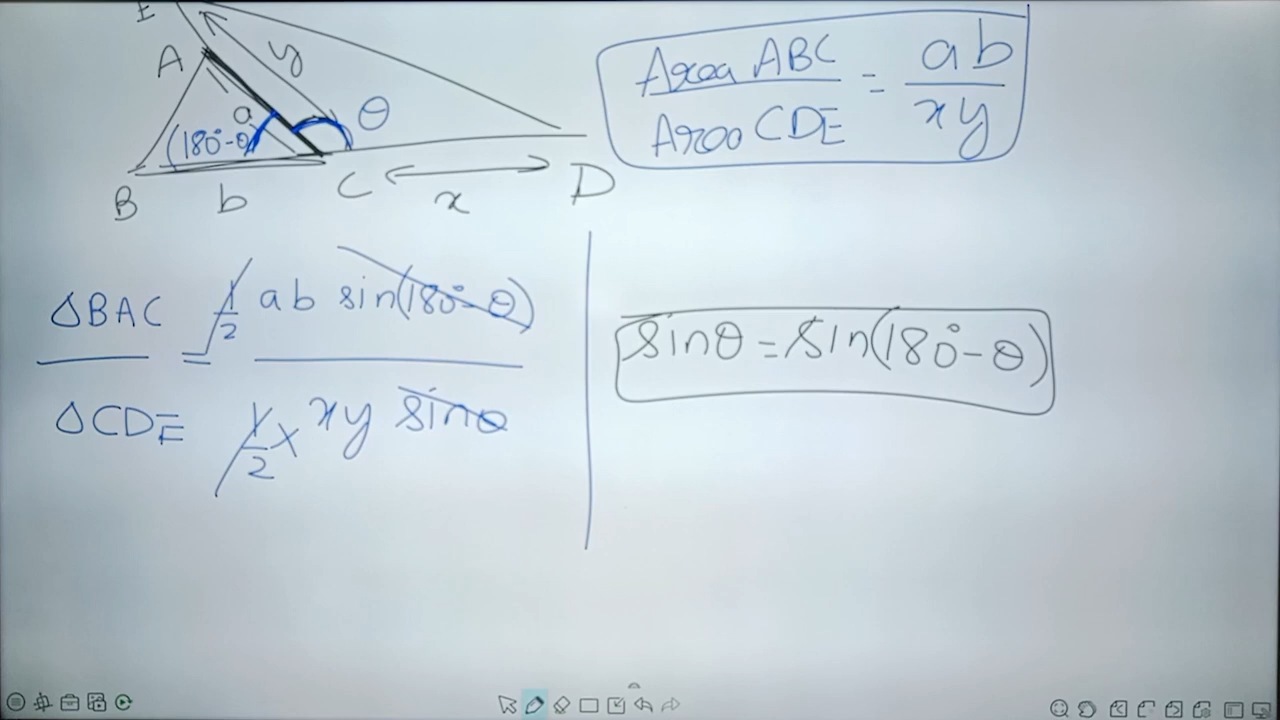 E
A
y
a
θ
(180°-θ)
B
b
C
x
D
Area ABC / Area CDE = ab / xy
ΔBAC / ΔCDE = 1/2 ab sin(180°-θ) / 1/2 x xy sinθ
sinθ = sin(180°-θ)